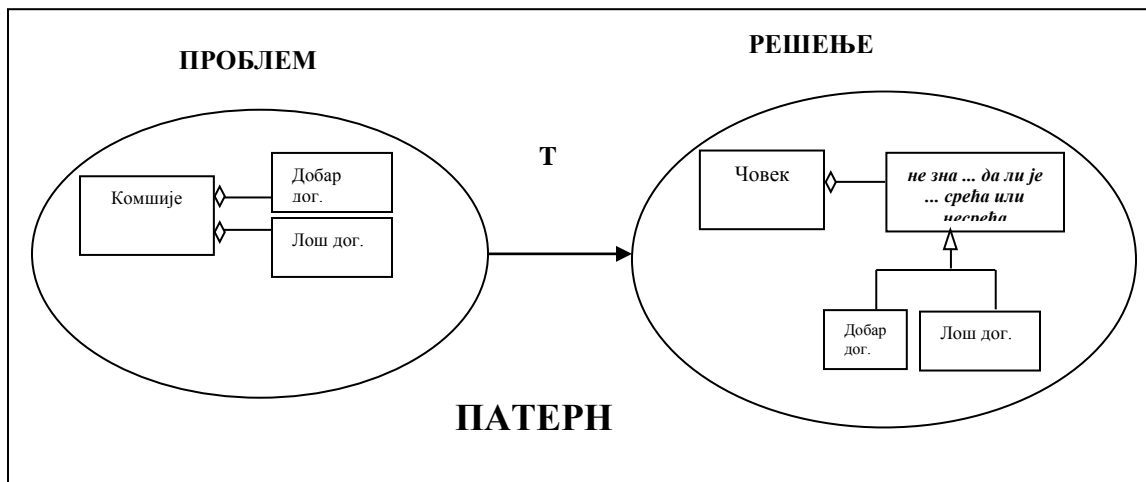 ПРОБЛЕМ
РЕШЕЊЕ
Т
Комшије
Добар
дог.
Лош дог.
Човек
не зна ... да ли је
... срећа или
несрећа
Добар
дог.
Лош дог.
ПАТЕРН